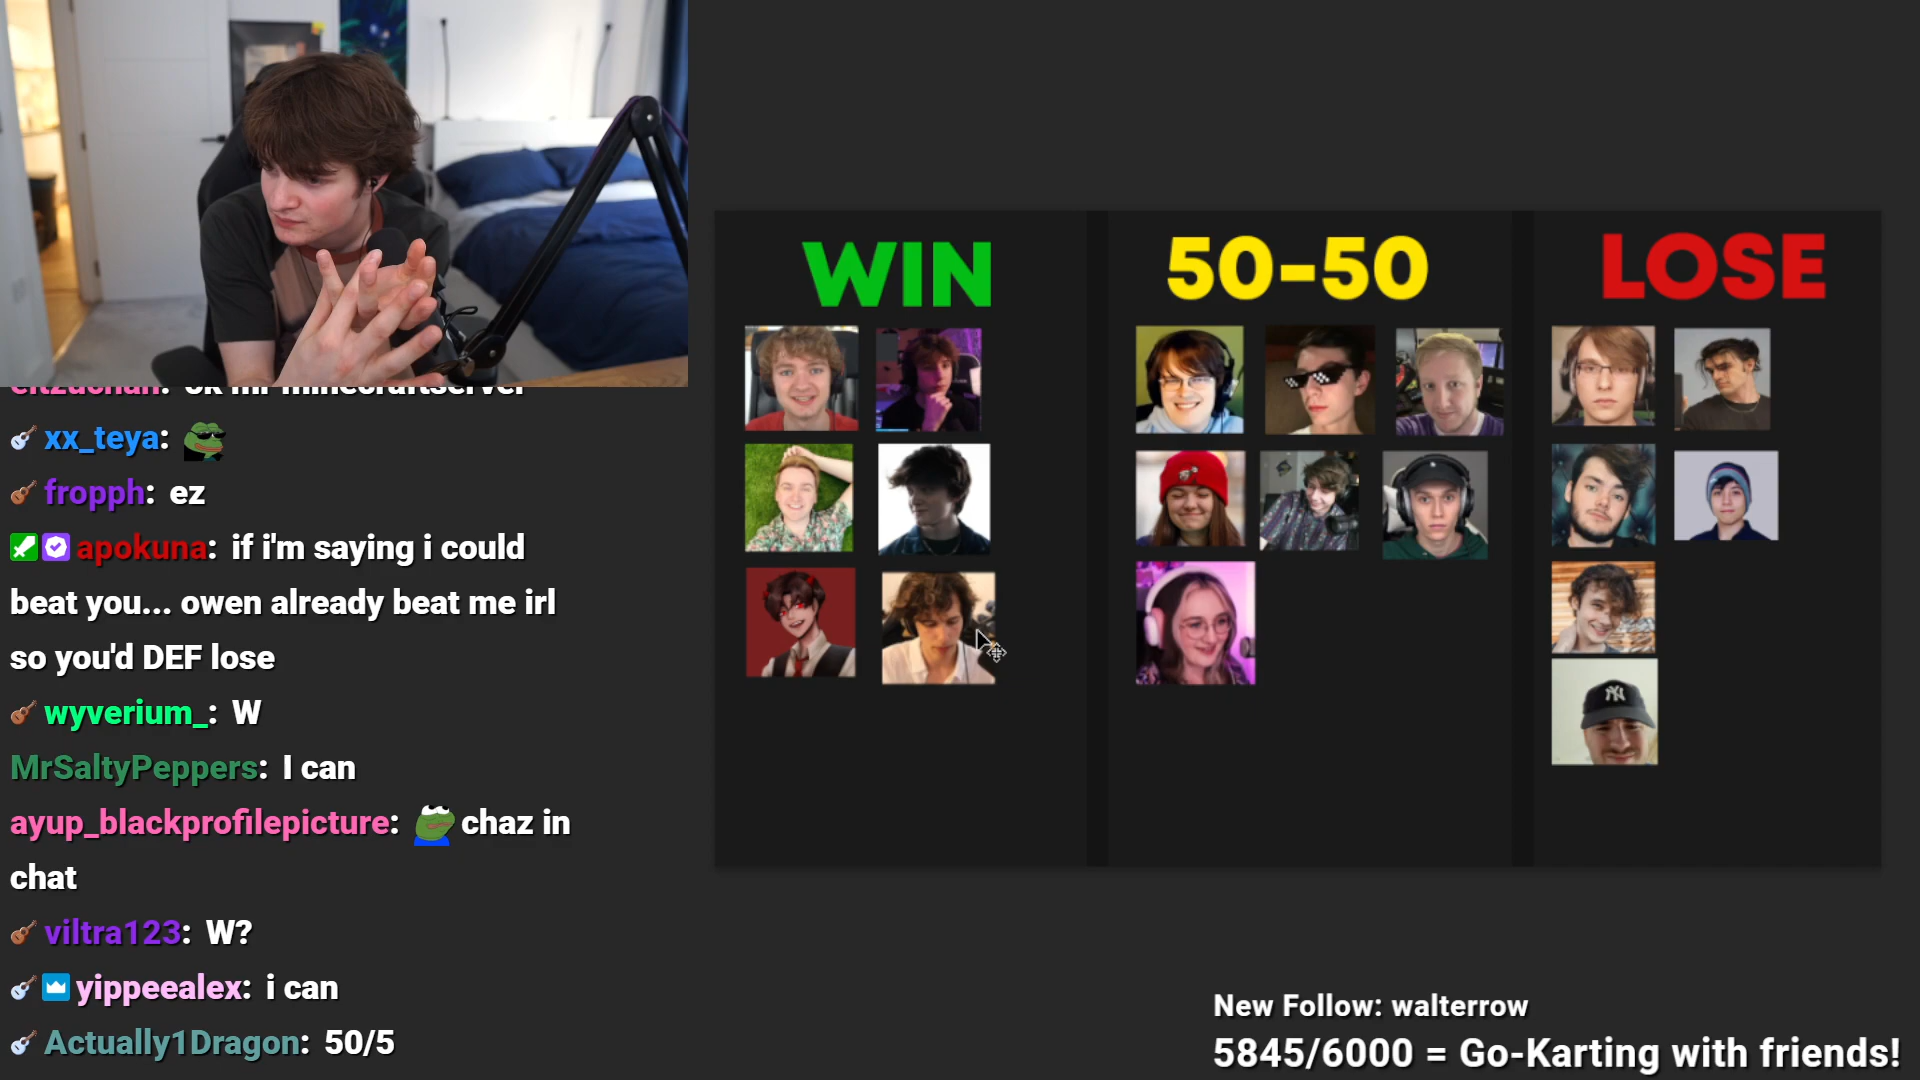 WIN
50-50
LOSE
xx_teya:
fropph: ez
apokuna: if i'm saying i could
beat you... owen already beat me irl
so you'd DEF lose
wyverium_: W
MrSaltyPeppers: I can
ayup_blackprofilepicture: chaz in
chat
viltra123: W?
yippeealex: i can
Actually1Dragon: 50/5
New Follow: walterrow
5845/6000 = Go-Karting with friends!